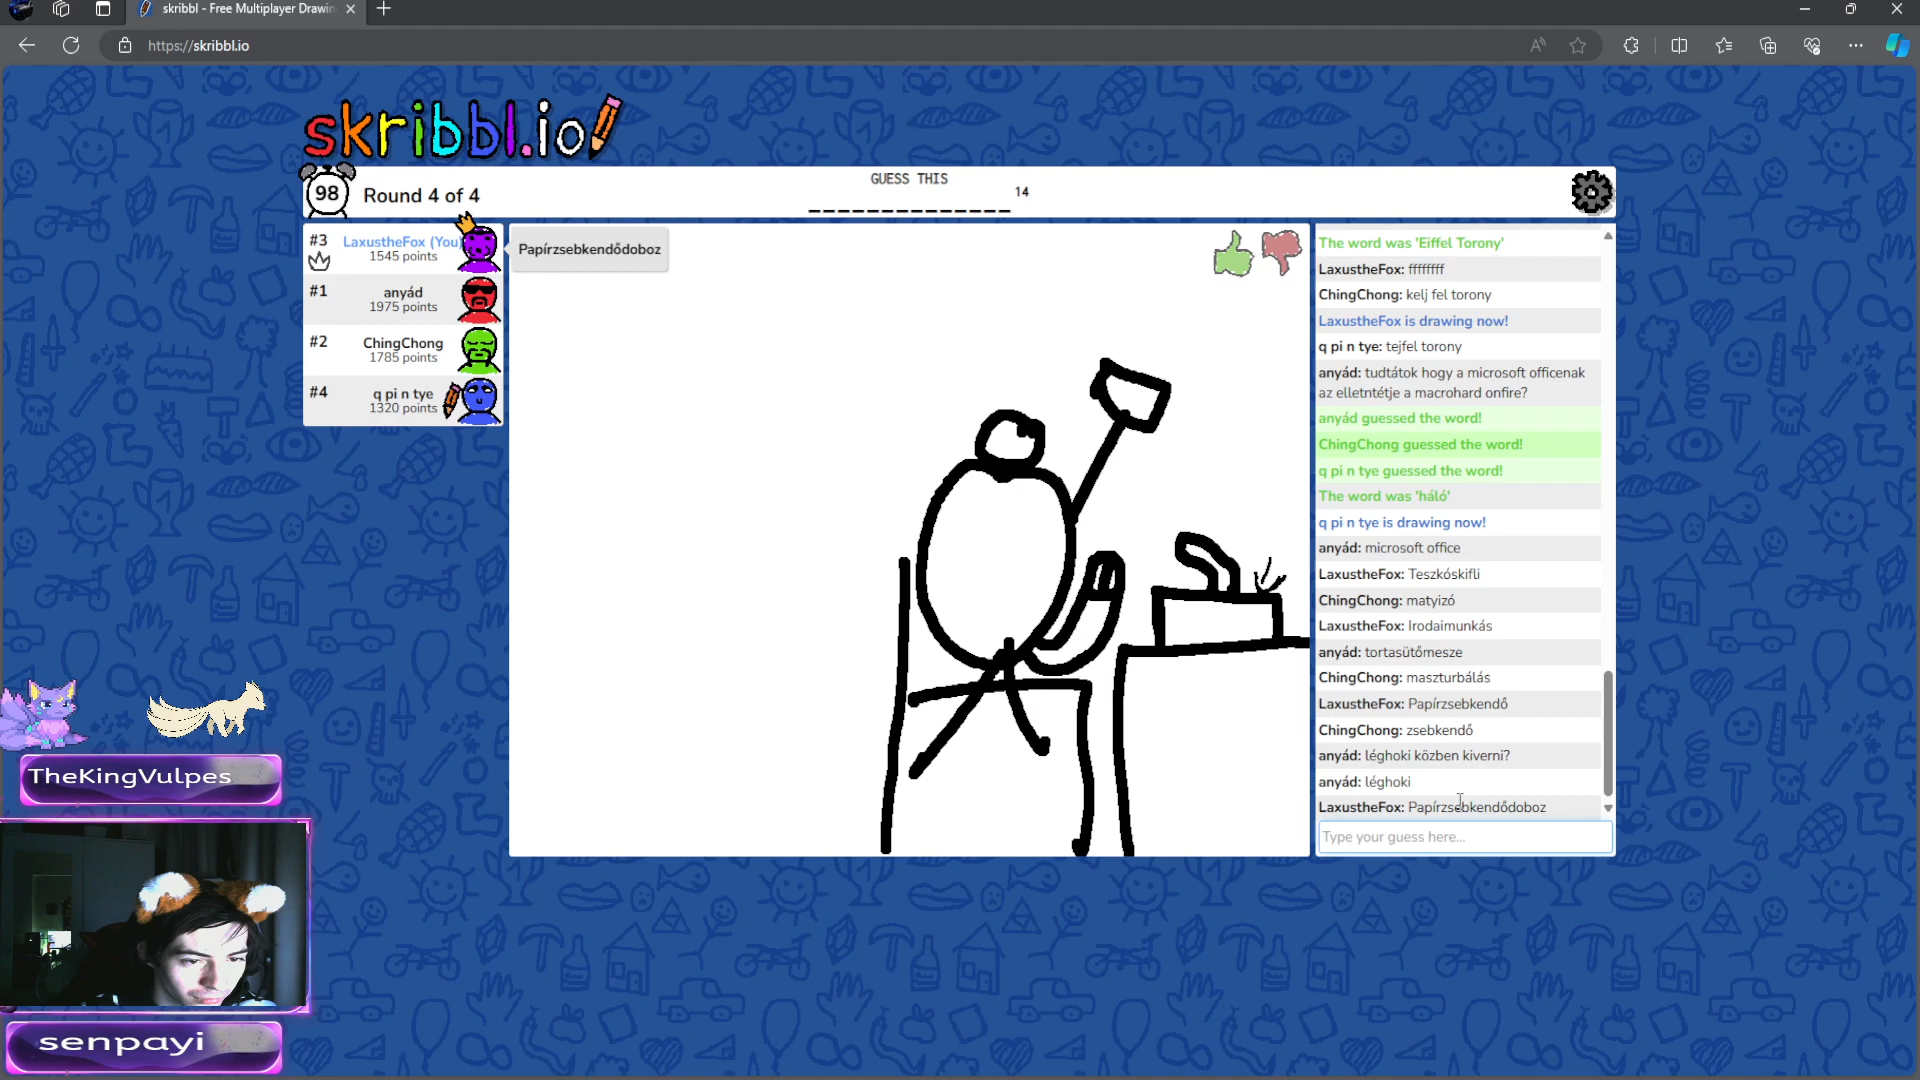 skribbl - Free Multiplayer Drawin
https://skribbl.io
skribbl.io
98
Round 4 of 4
GUESS THIS
______________ 14
#3 LaxustheFox (You)
1545 points
#1 anyád
1975 points
#2 ChingChong
1785 points
#4 q pi n tye
1320 points
Papírzsebkendődoboz
The word was 'Eiffel Torony'
LaxustheFox: ffffffff
ChingChong: kelj fel torony
LaxustheFox is drawing now!
q pi n tye: tejfel torony
anyád: tudtátok hogy a microsoft officenak
az elletntétje a macrohard onfire?
anyád guessed the word!
ChingChong guessed the word!
q pi n tye guessed the word!
The word was 'háló'
q pi n tye is drawing now!
anyád: microsoft office
LaxustheFox: Teszkóskifli
ChingChong: matyizó
LaxustheFox: Irodaimunkás
anyád: tortasütőmesze
ChingChong: maszturbálás
LaxustheFox: Papírzsebkendő
ChingChong: zsebkendő
anyád: léghoki közben kiverni?
anyád: léghoki
LaxustheFox: Papírzsebkendődoboz
Type your guess here...
TheKingVulpes
senpayi